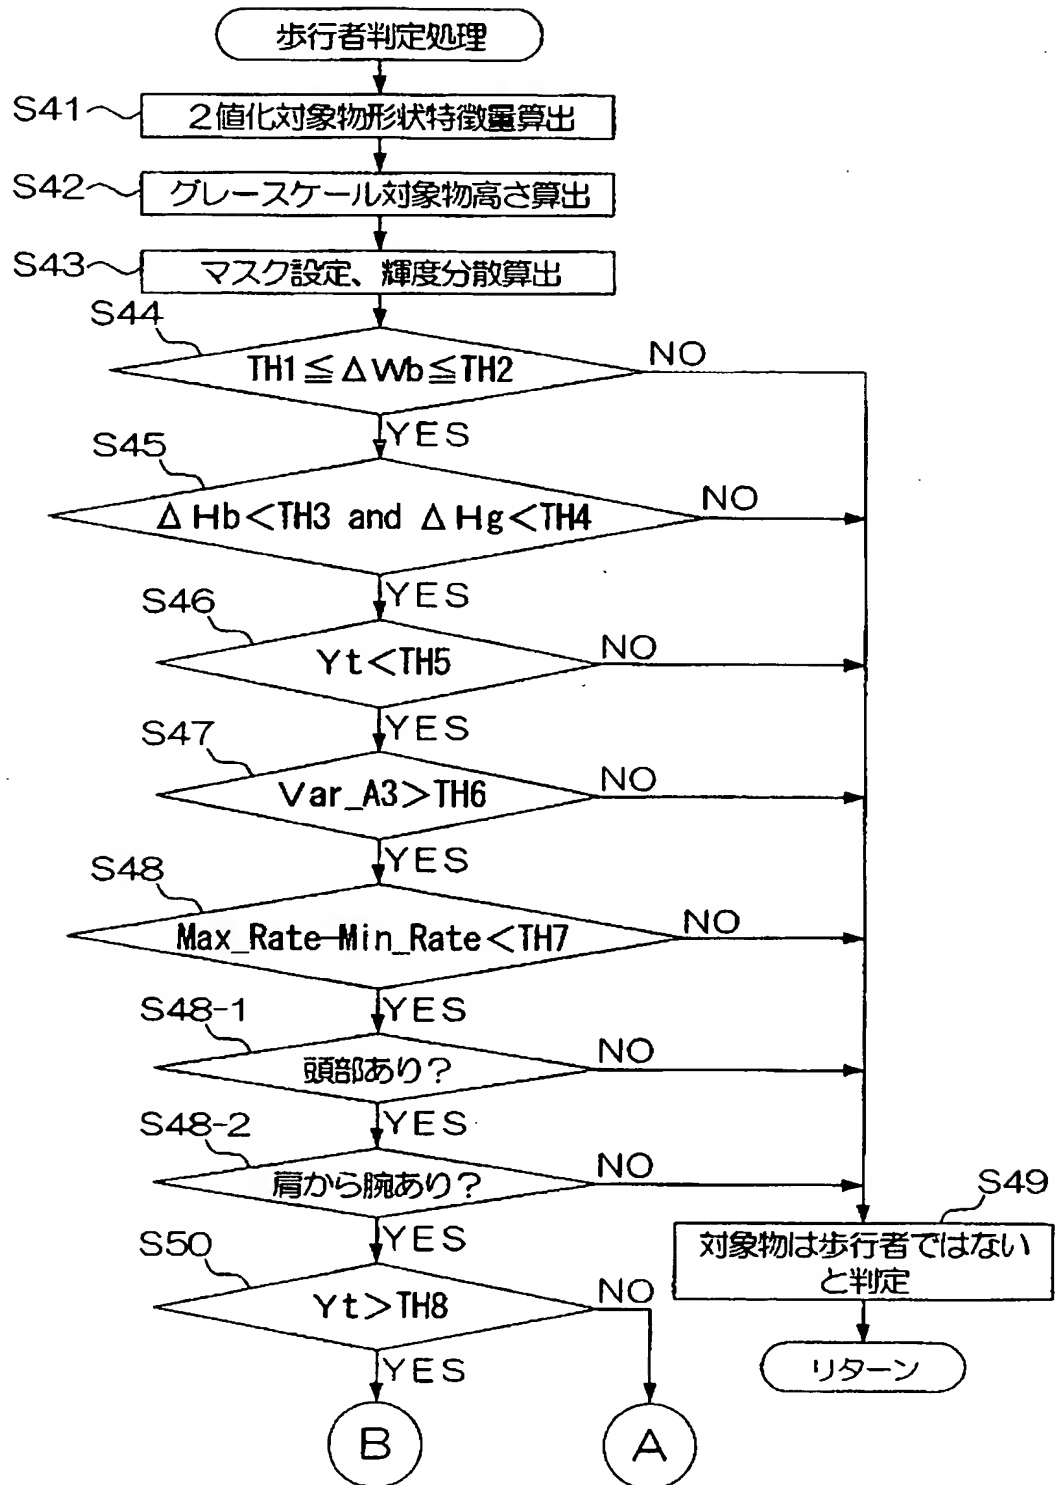 歩行者判定処理
S41
2値化対象物形状特徴量算出
S42
グレースケール対象物高さ算出
S43
マスク設定、輝度分散算出
S44
TH1≦ΔWb≦TH2
NO
YES
S45
ΔHb<TH3 and ΔHg<TH4
NO
YES
S46
Yt<TH5
NO
YES
S47
Var_A3>TH6
NO
YES
S48
Max_Rate-Min_Rate<TH7
NO
YES
S48-1
頭部あり?
NO
YES
S48-2
肩から腕あり?
NO
YES
S49
対象物は歩行者ではない
と判定
リターン
S50
Yt>TH8
NO
YES
B
A